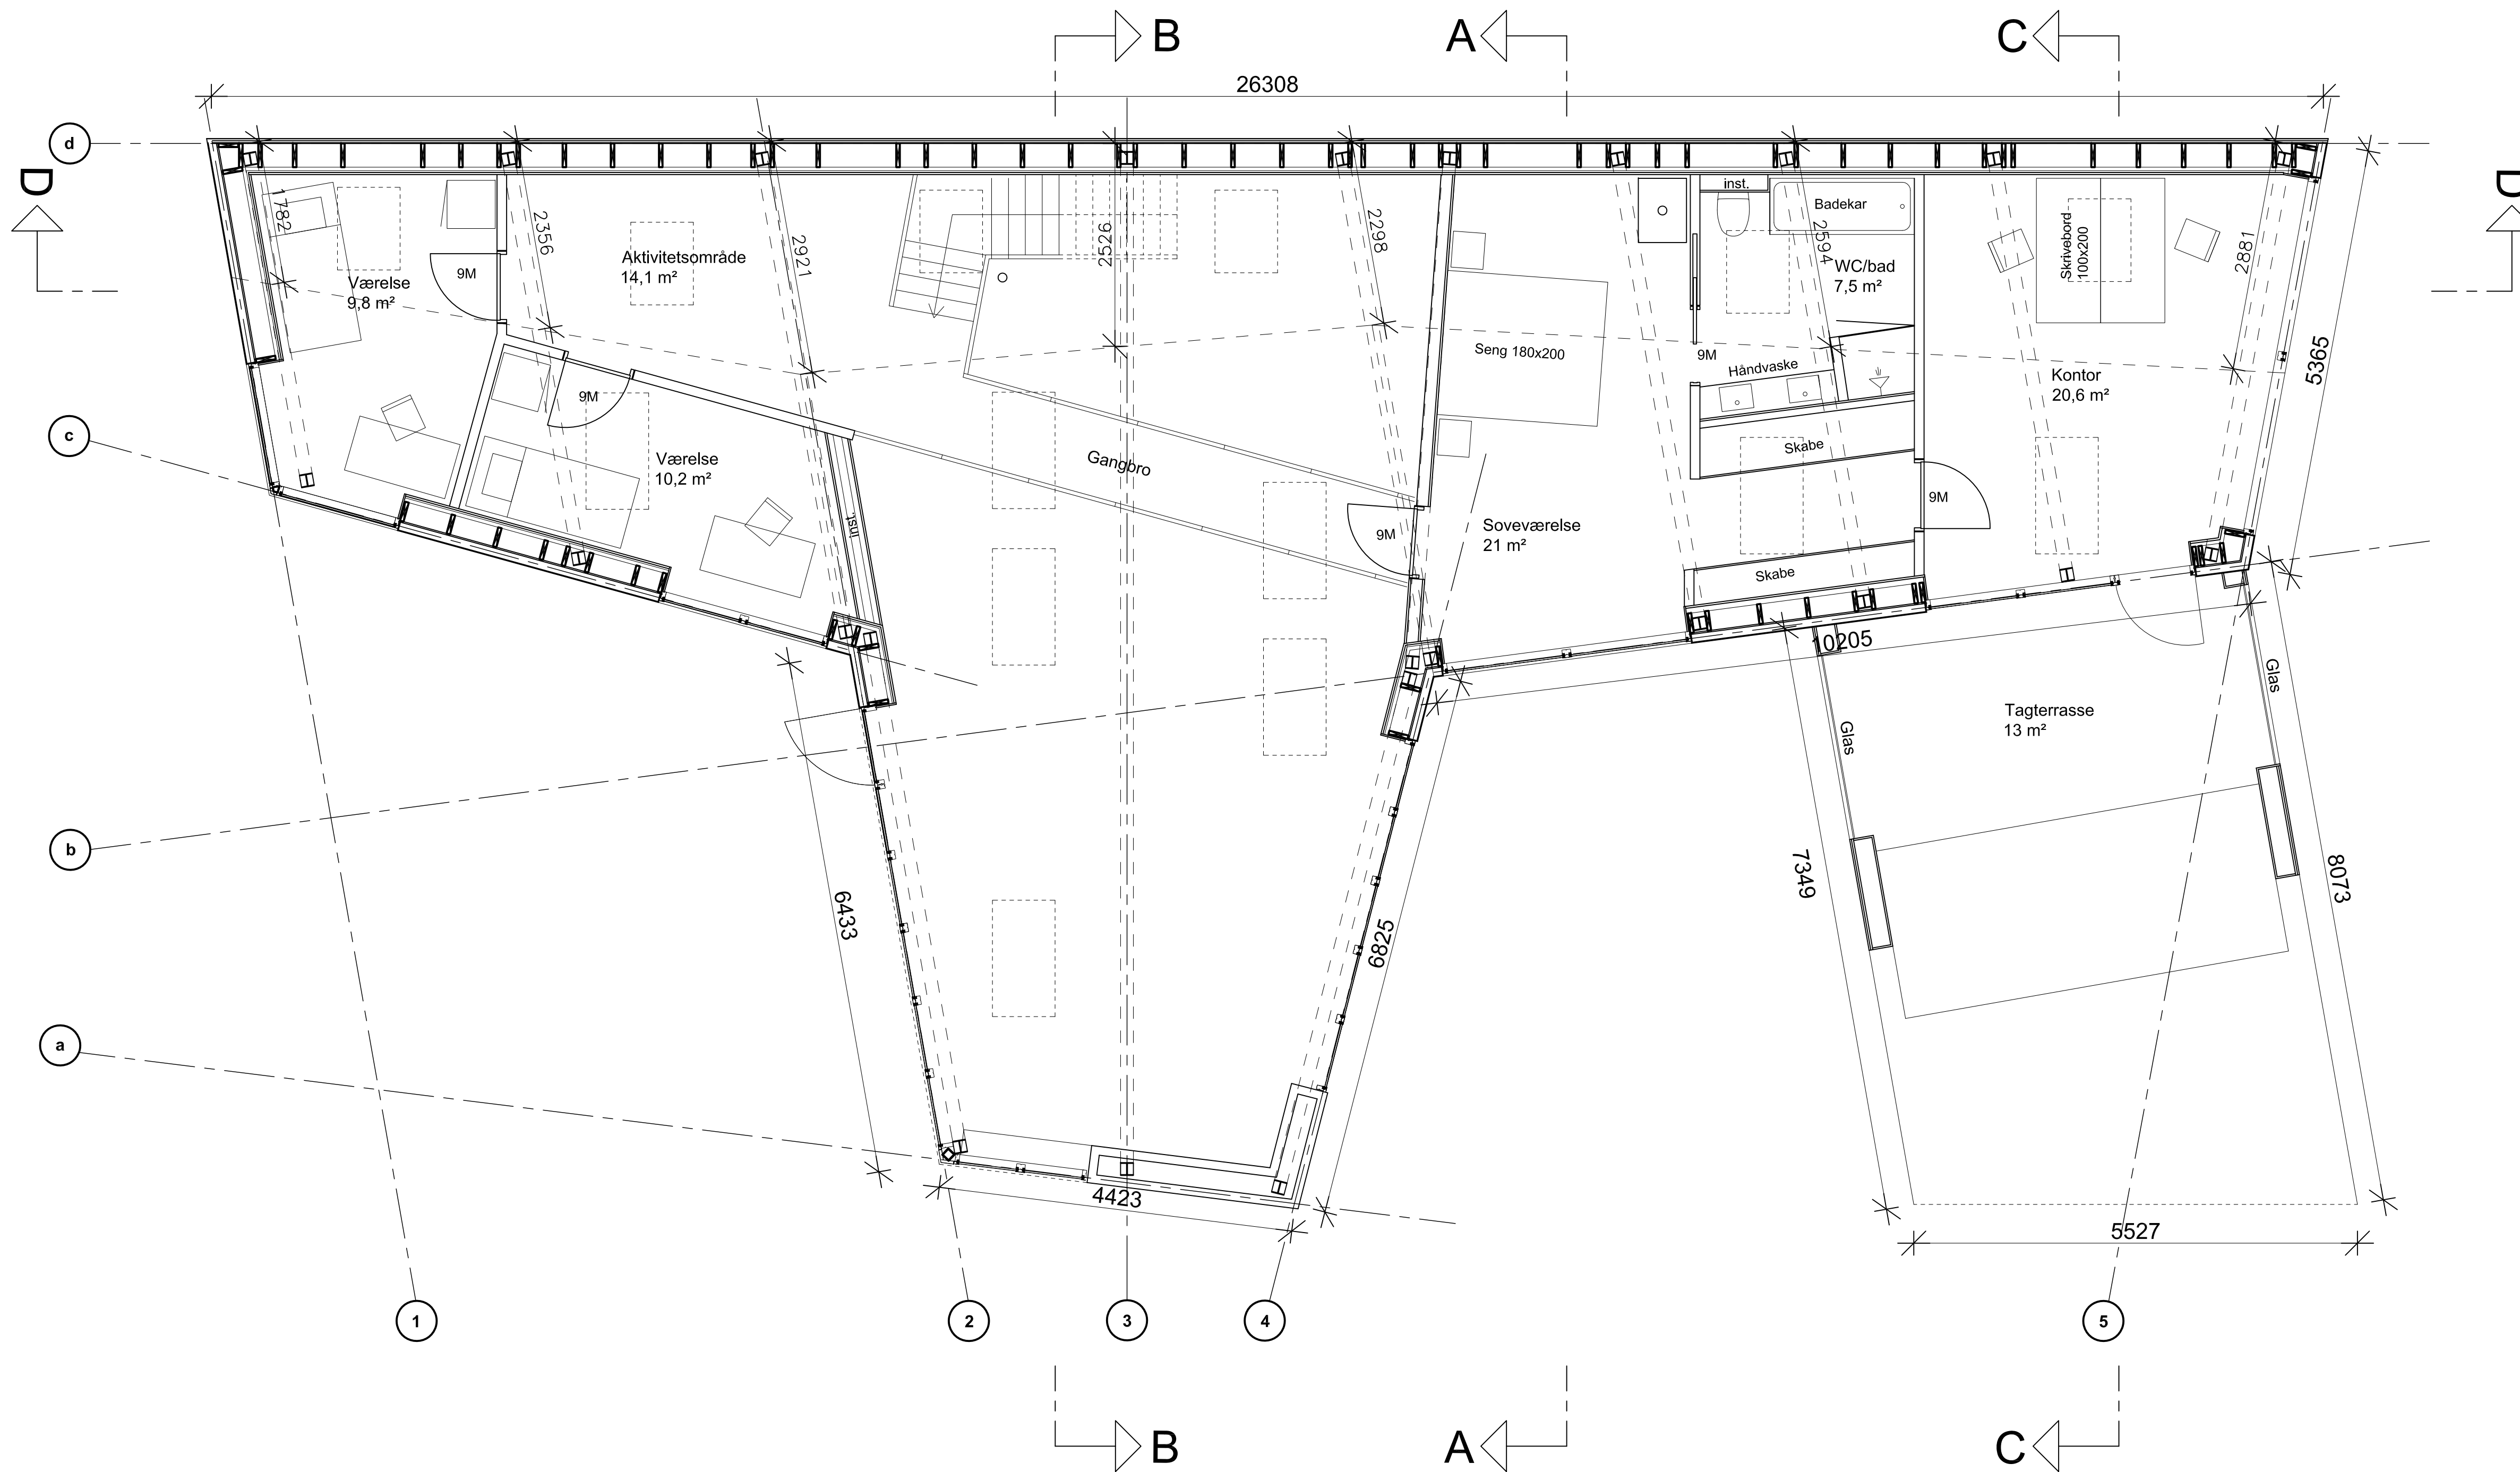 B
A
C
26308
d
D
D
1782
2356
2921
2526
2298
2594
2881
inst.
Badekar
Skrivebord
100x200
9M
Værelse
9,8 m²
Aktivitetsområde
14,1 m²
WC/bad
7,5 m²
Seng 180x200
9M
Håndvaske
Kontor
20,6 m²
5365
9M
c
Værelse
10,2 m²
Gangbro
Skabe
inst.
9M
Soveværelse
21 m²
9M
Skabe
10205
Glas
Glas
Tagterrasse
13 m²
b
6433
6825
7349
8073
a
4423
5527
1
2
3
4
5
B
A
C